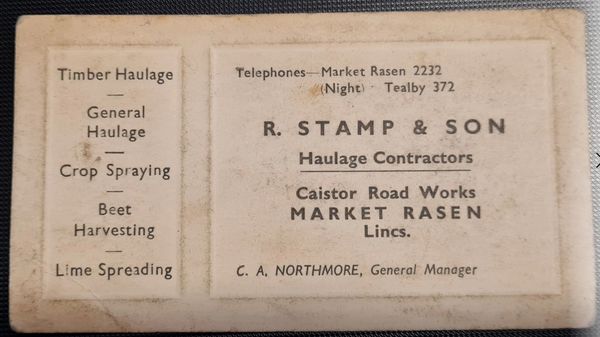 Timber Haulage
General
Haulage
Crop Spraying
Beet
Harvesting
Lime Spreading
Telephones—Market Rasen 2232
(Night) Tealby 372
R. STAMP & SON
Haulage Contractors
Caistor Road Works
MARKET RASEN
Lincs.
C. A. NORTHMORE, General Manager